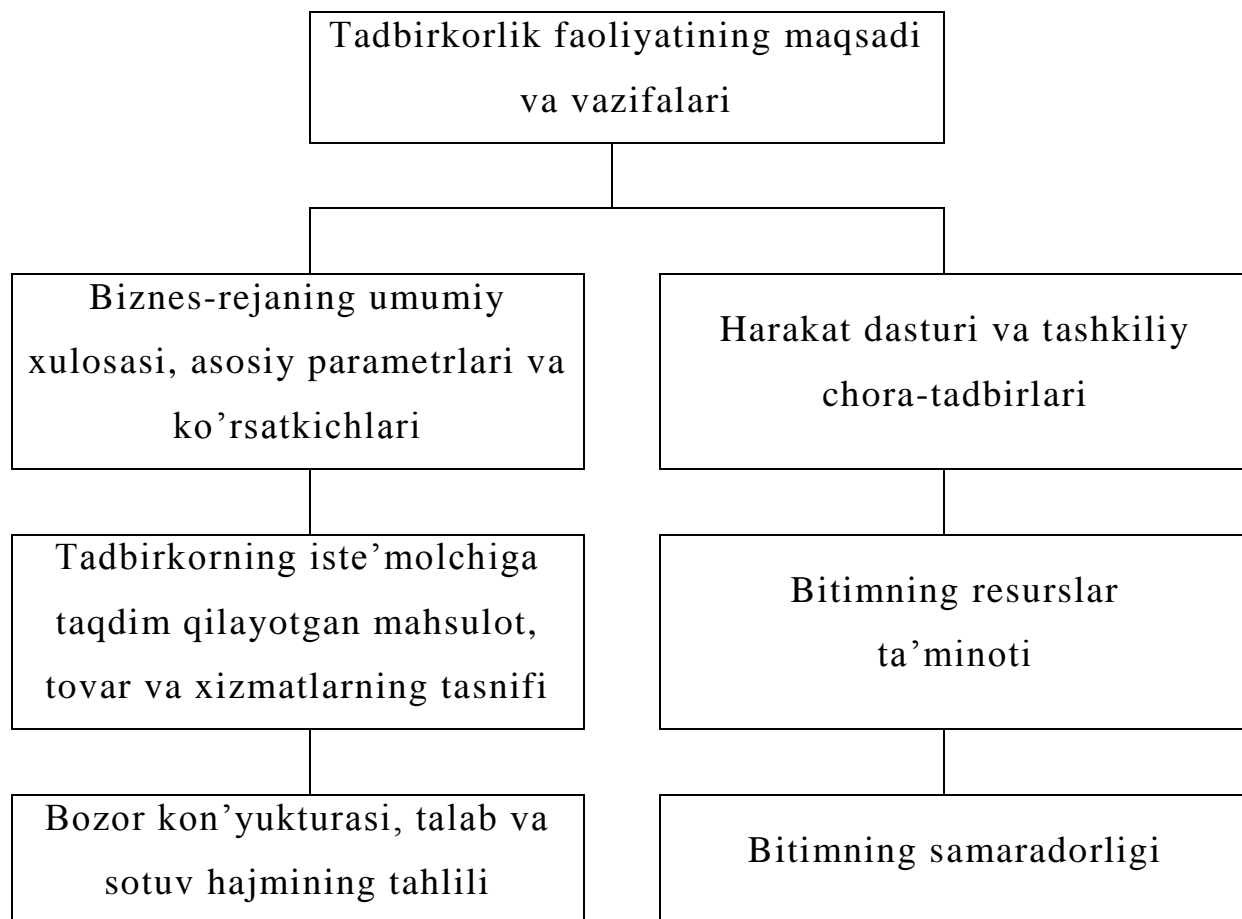 Tadbirkorlik faoliyatining maqsadi
va vazifalari
Biznes-rejaning umumiy
xulosasi, asosiy parametrlari va
ko’rsatkichlari
Harakat dasturi va tashkiliy
chora-tadbirlari
Tadbirkorning iste’molchiga
taqdim qilayotgan mahsulot,
tovar va xizmatlarning tasnifi
Bitimning resurslar
ta’minoti
Bozor kon’yukturasi, talab va
sotuv hajmining tahlili
Bitimning samaradorligi